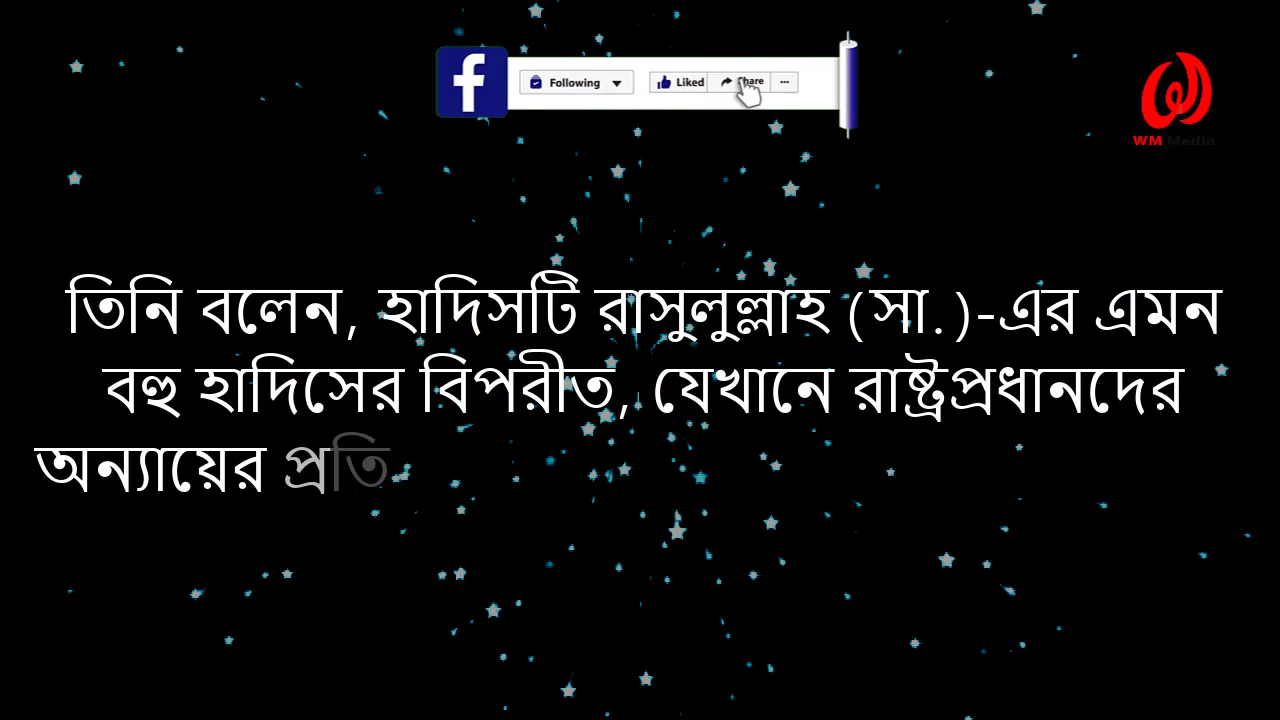 Following
Liked
Share
WM Media
তিনি বলেন, হাদিসটি রাসুলুল্লাহ (সা.)-এর এমন
বহু হাদিসের বিপরীত, যেখানে রাষ্ট্রপ্রধানদের
অন্যায়ের প্রতি